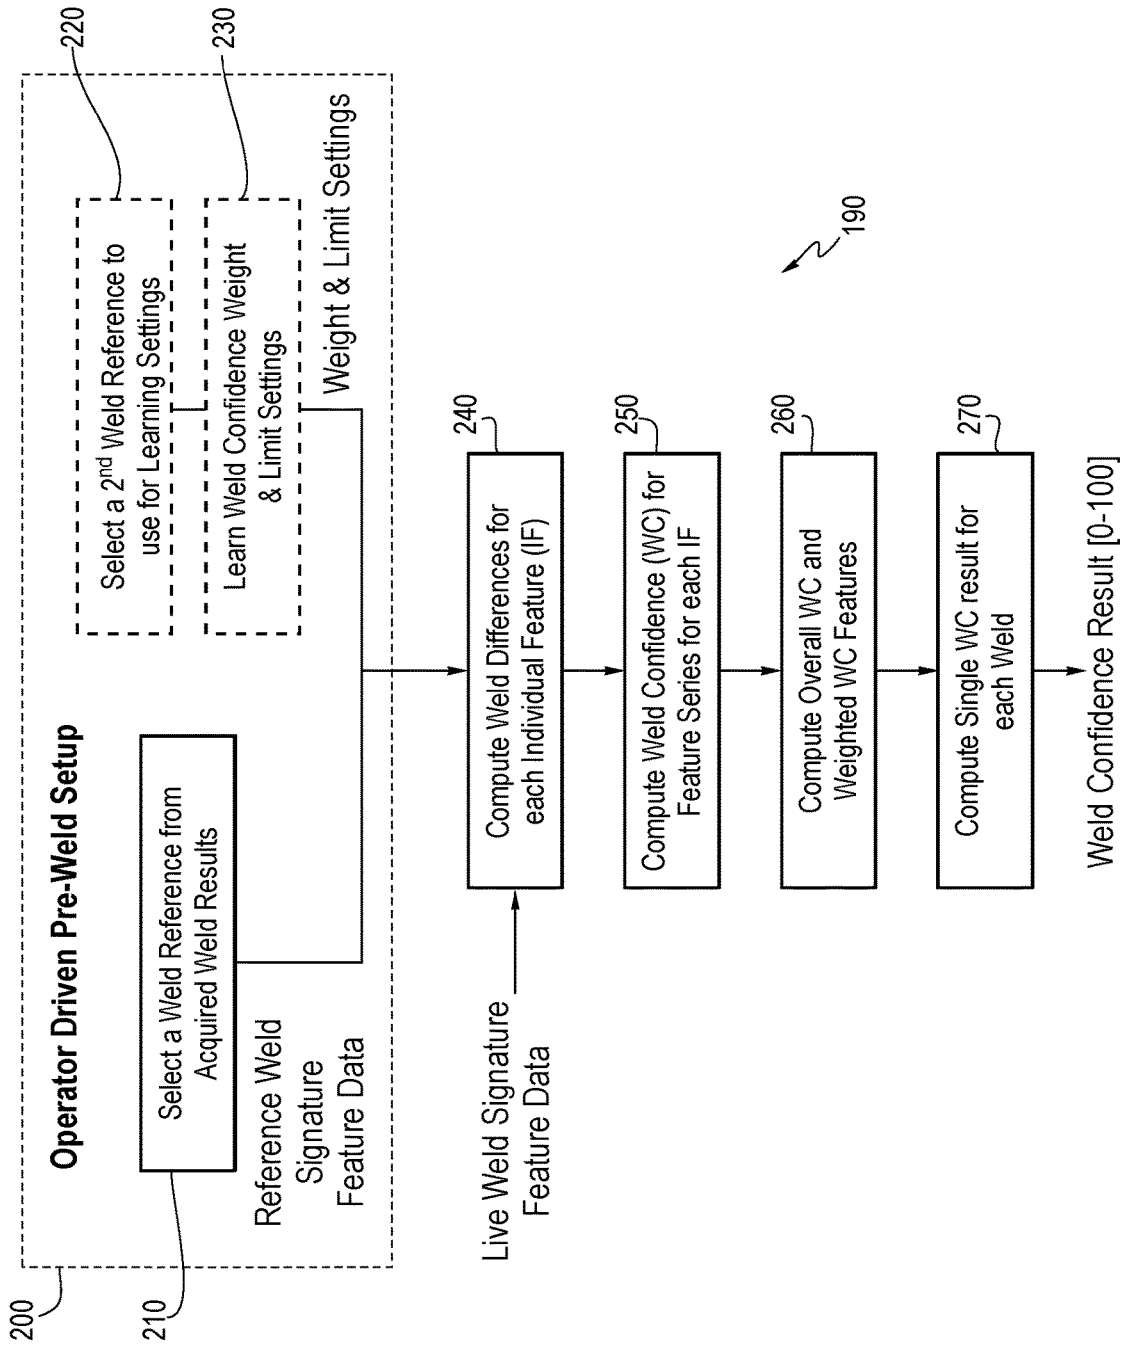 200
Operator Driven Pre-Weld Setup
210
Select a Weld Reference from
Acquired Weld Results
Reference Weld
Signature
Feature Data
220
Select a 2nd Weld Reference to
use for Learning Settings
230
Learn Weld Confidence Weight
& Limit Settings
Weight & Limit Settings
Live Weld Signature
Feature Data
240
Compute Weld Differences for
each Individual Feature (IF)
250
Compute Weld Confidence (WC) for
Feature Series for each IF
260
Compute Overall WC and
Weighted WC Features
270
Compute Single WC result for
each Weld
Weld Confidence Result [0-100]
190